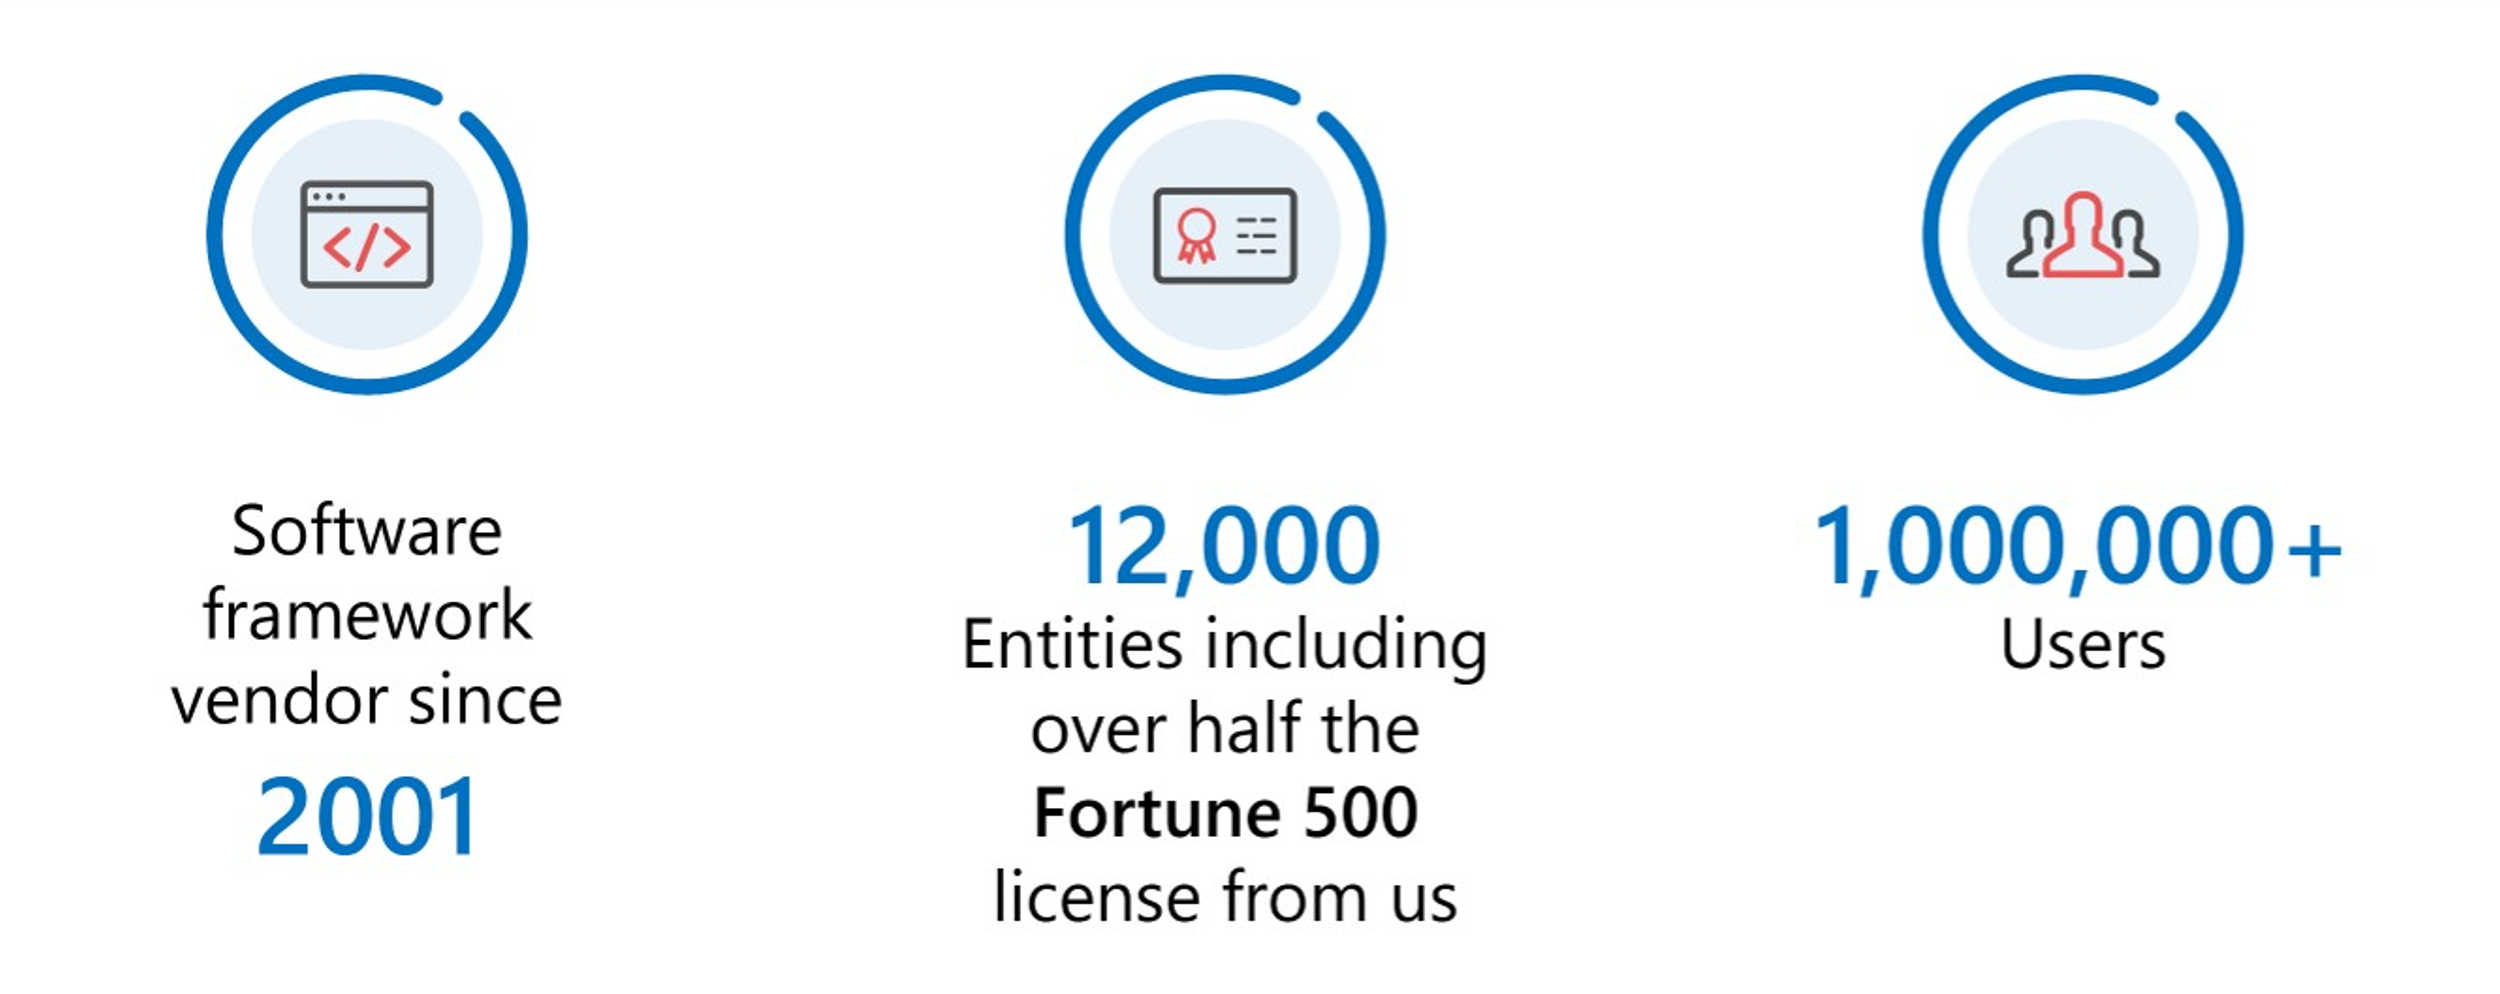 Software
framework
vendor since
2001
12,000
Entities including
over half the
Fortune 500
license from us
1,000,000+
Users